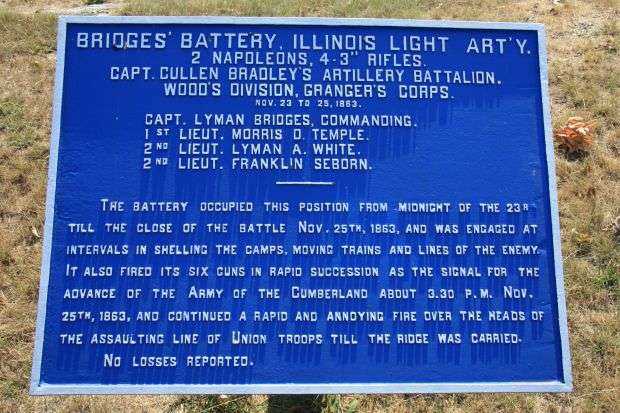 BRIDGES' BATTERY, ILLINOIS LIGHT ART'Y.
2 NAPOLEONS, 4-3" RIFLES.
CAPT. CULLEN BRADLEY'S ARTILLERY BATTALION.
WOOD'S DIVISION, GRANGER'S CORPS.
NOV. 23 TO 25, 1863.
CAPT. LYMAN BRIDGES, COMMANDING.
1ST LIEUT. MORRIS D. TEMPLE.
2ND LIEUT. LYMAN A. WHITE.
2ND LIEUT. FRANKLIN SEBORN.
THE BATTERY OCCUPIED THIS POSITION FROM MIDNIGHT OF THE 23R
TILL THE CLOSE OF THE BATTLE NOV. 25TH, 1863, AND WAS ENGAGED AT
INTERVALS IN SHELLING THE CAMPS, MOVING TRAINS AND LINES OF THE ENEMY.
IT ALSO FIRED ITS SIX GUNS IN RAPID SUCCESSION AS THE SIGNAL FOR THE
ADVANCE OF THE ARMY OF THE CUMBERLAND ABOUT 3.30 P.M. NOV.
25TH, 1863, AND CONTINUED A RAPID AND ANNOYING FIRE OVER THE HEADS OF
THE ASSAULTING LINE OF UNION TROOPS TILL THE RIDGE WAS CARRIED.
NO LOSSES REPORTED.